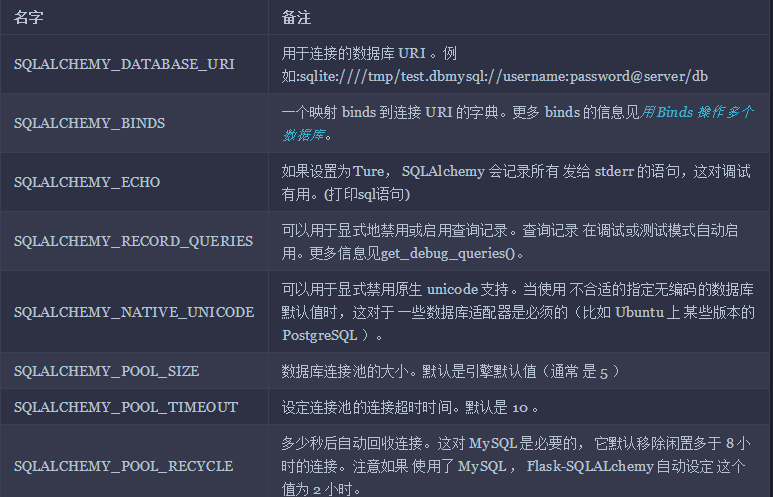 名字 备注
SQLALCHEMY_DATABASE_URI 用于连接的数据库 URI 。例
如:sqlite:////tmp/test.dbmysql://username:password@server/db
SQLALCHEMY_BINDS 一个映射 binds 到连接 URI 的字典。更多 binds 的信息见用 Binds 操作多个
数据库。
SQLALCHEMY_ECHO 如果设置为Ture， SQLAlchemy 会记录所有 发给 stderr 的语句，这对调试
有用。(打印sql语句)
SQLALCHEMY_RECORD_QUERIES 可以用于显式地禁用或启用查询记录。查询记录 在调试或测试模式自动启
用。更多信息见get_debug_queries()。
SQLALCHEMY_NATIVE_UNICODE 可以用于显式禁用原生 unicode 支持。当使用 不合适的指定无编码的数据库
默认值时，这对于 一些数据库适配器是必须的（比如 Ubuntu 上 某些版本的
PostgreSQL ）。
SQLALCHEMY_POOL_SIZE 数据库连接池的大小。默认是引擎默认值（通常 是 5 ）
SQLALCHEMY_POOL_TIMEOUT 设定连接池的连接超时时间。默认是 10 。
SQLALCHEMY_POOL_RECYCLE 多少秒后自动回收连接。这对 MySQL 是必要的， 它默认移除闲置多于 8 小
时的连接。注意如果 使用了 MySQL ， Flask-SQLALchemy 自动设定 这个
值为 2 小时。